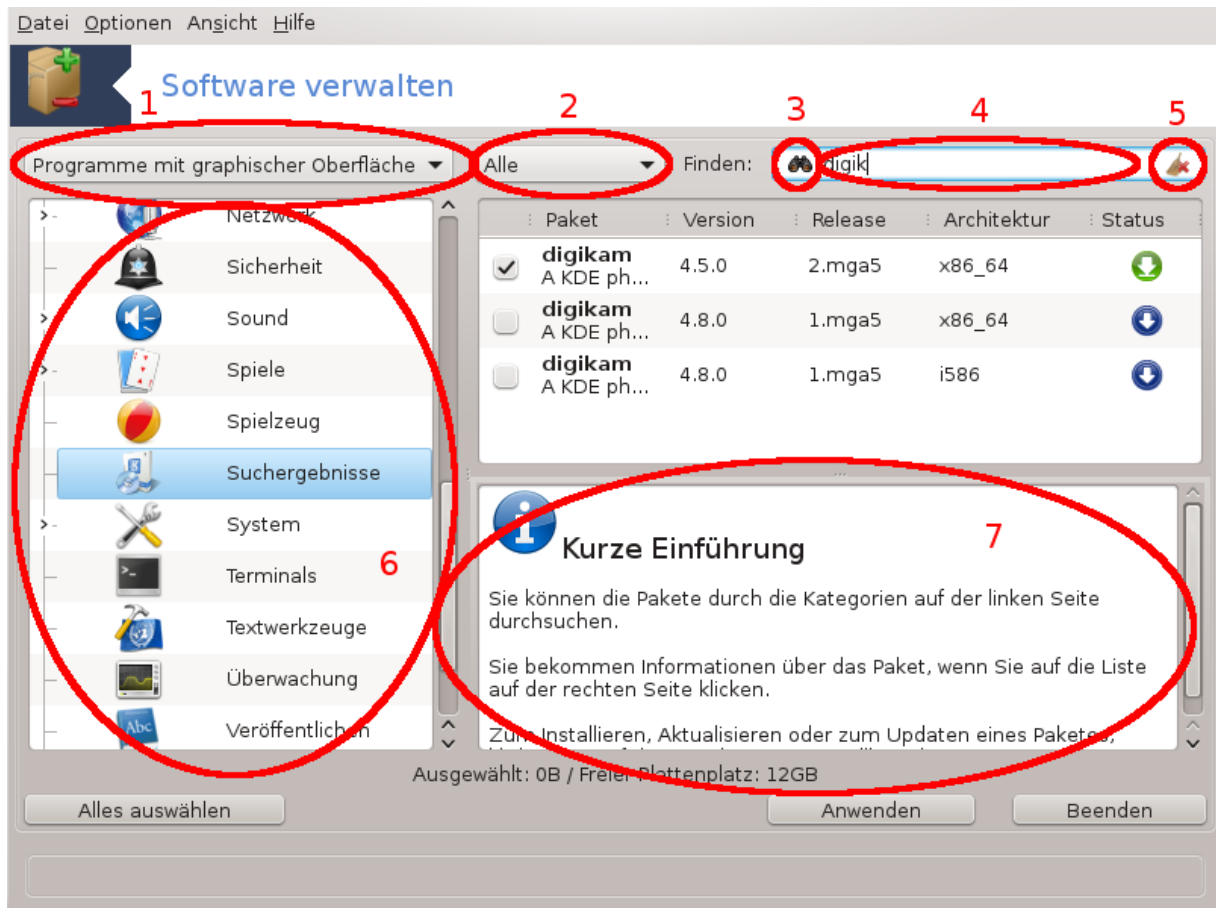 Datei Optionen Ansicht Hilfe
Software verwalten
1
2
3
4
5
Programme mit graphischer Oberfläche
Alle
Finden:
digik
Netzwerk
Sicherheit
Sound
Spiele
Spielzeug
Suchergebnisse
System
Terminals
Textwerkzeuge
Überwachung
Veröffentlichen
6
Paket Version Release Architektur Status
digikam
A KDE ph... 4.5.0 2.mga5 x86_64
digikam
A KDE ph... 4.8.0 1.mga5 x86_64
digikam
A KDE ph... 4.8.0 1.mga5 i586
7
Kurze Einführung
Sie können die Pakete durch die Kategorien auf der linken Seite
durchsuchen.
Sie bekommen Informationen über das Paket, wenn Sie auf die Liste
auf der rechten Seite klicken.
Zum Installieren, Aktualisieren oder zum Updaten eines Paketes,
Ausgewählt: 0B / Freier Plattenplatz: 12GB
Alles auswählen
Anwenden
Beenden